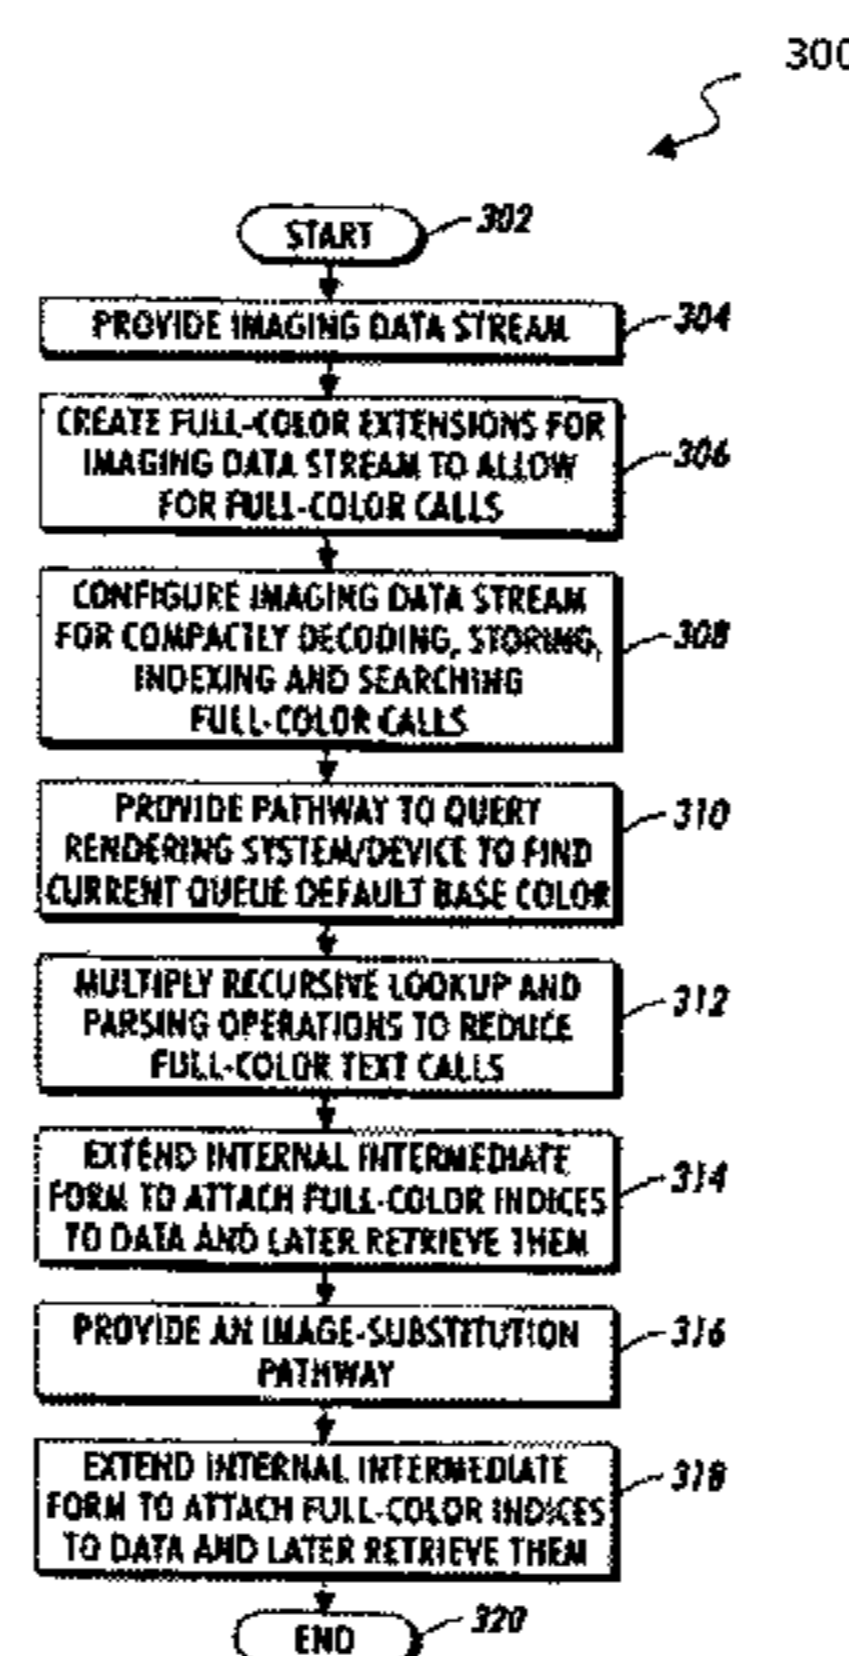 300
START 302
PROVIDE IMAGING DATA STREAM 304
CREATE FULL-COLOR EXTENSIONS FOR
IMAGING DATA STREAM TO ALLOW 306
FOR FULL-COLOR CALLS
CONFIGURE IMAGING DATA STREAM
FOR COMPACTLY DECODING, STORING, 308
INDEXING AND SEARCHING
FULL-COLOR CALLS
PROVIDE PATHWAY TO QUERY 310
RENDERING SYSTEM/DEVICE TO FIND
CURRENT QUEUE DEFAULT BASE COLOR
MULTIPLY RECURSIVE LOOKUP AND 312
PARSING OPERATIONS TO REDUCE
FULL-COLOR TEXT CALLS
EXTEND INTERNAL INTERMEDIATE 314
FORM TO ATTACH FULL-COLOR INDICES
TO DATA AND LATER RETRIEVE THEM
PROVIDE AN IMAGE-SUBSTITUTION 316
PATHWAY
EXTEND INTERNAL INTERMEDIATE 318
FORM TO ATTACH FULL-COLOR INDICES
TO DATA AND LATER RETRIEVE THEM
END 320